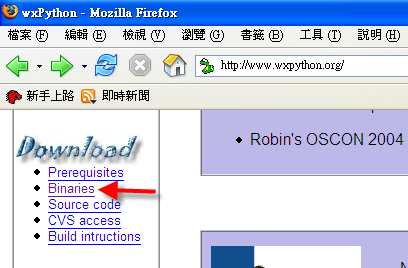 wxPython - Mozilla Firefox
檔案(F) 編輯(E) 檢視(V) 瀏覽(G) 書籤(B) 工具(T) 說明(H)
http://www.wxpython.org/
新手上路 即時新聞
Robin's OSCON 2004
Download
Prerequisites
Binaries
Source code
CVS access
Build intructions